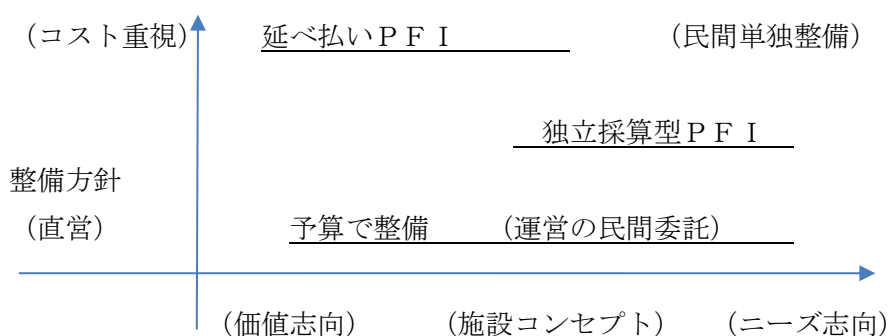 （コスト重視） 延べ払いＰＦＩ （民間単独整備）
独立採算型ＰＦＩ
整備方針
（直営） 予算で整備 （運営の民間委託）
（価値志向） （施設コンセプト） （ニーズ志向）